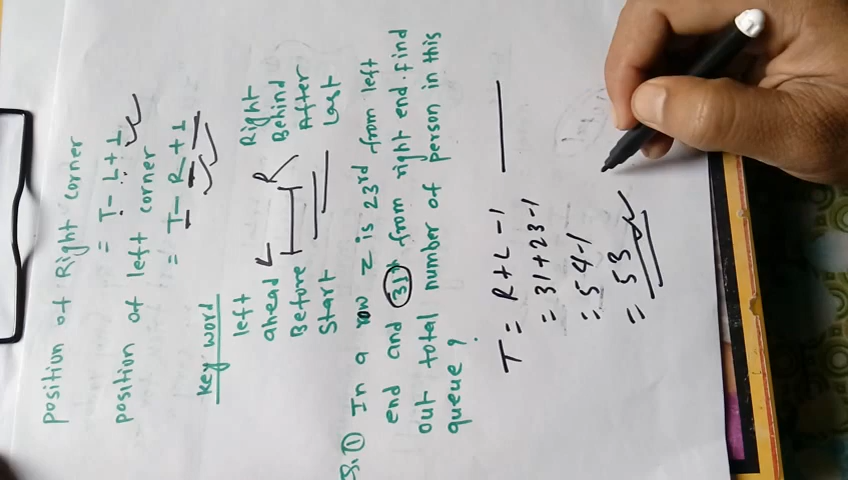 Position of Right corner
= T - L + 1
position of left corner
= T - R + 1
key word
left Right
ahead L R Behind
Before After
Start Last
Q.① In a row Z is 23rd from left
end and 31th from right end. find
out total number of person in this
queue?
T = R + L - 1
= 31 + 23 - 1
= 54 - 1
= 53